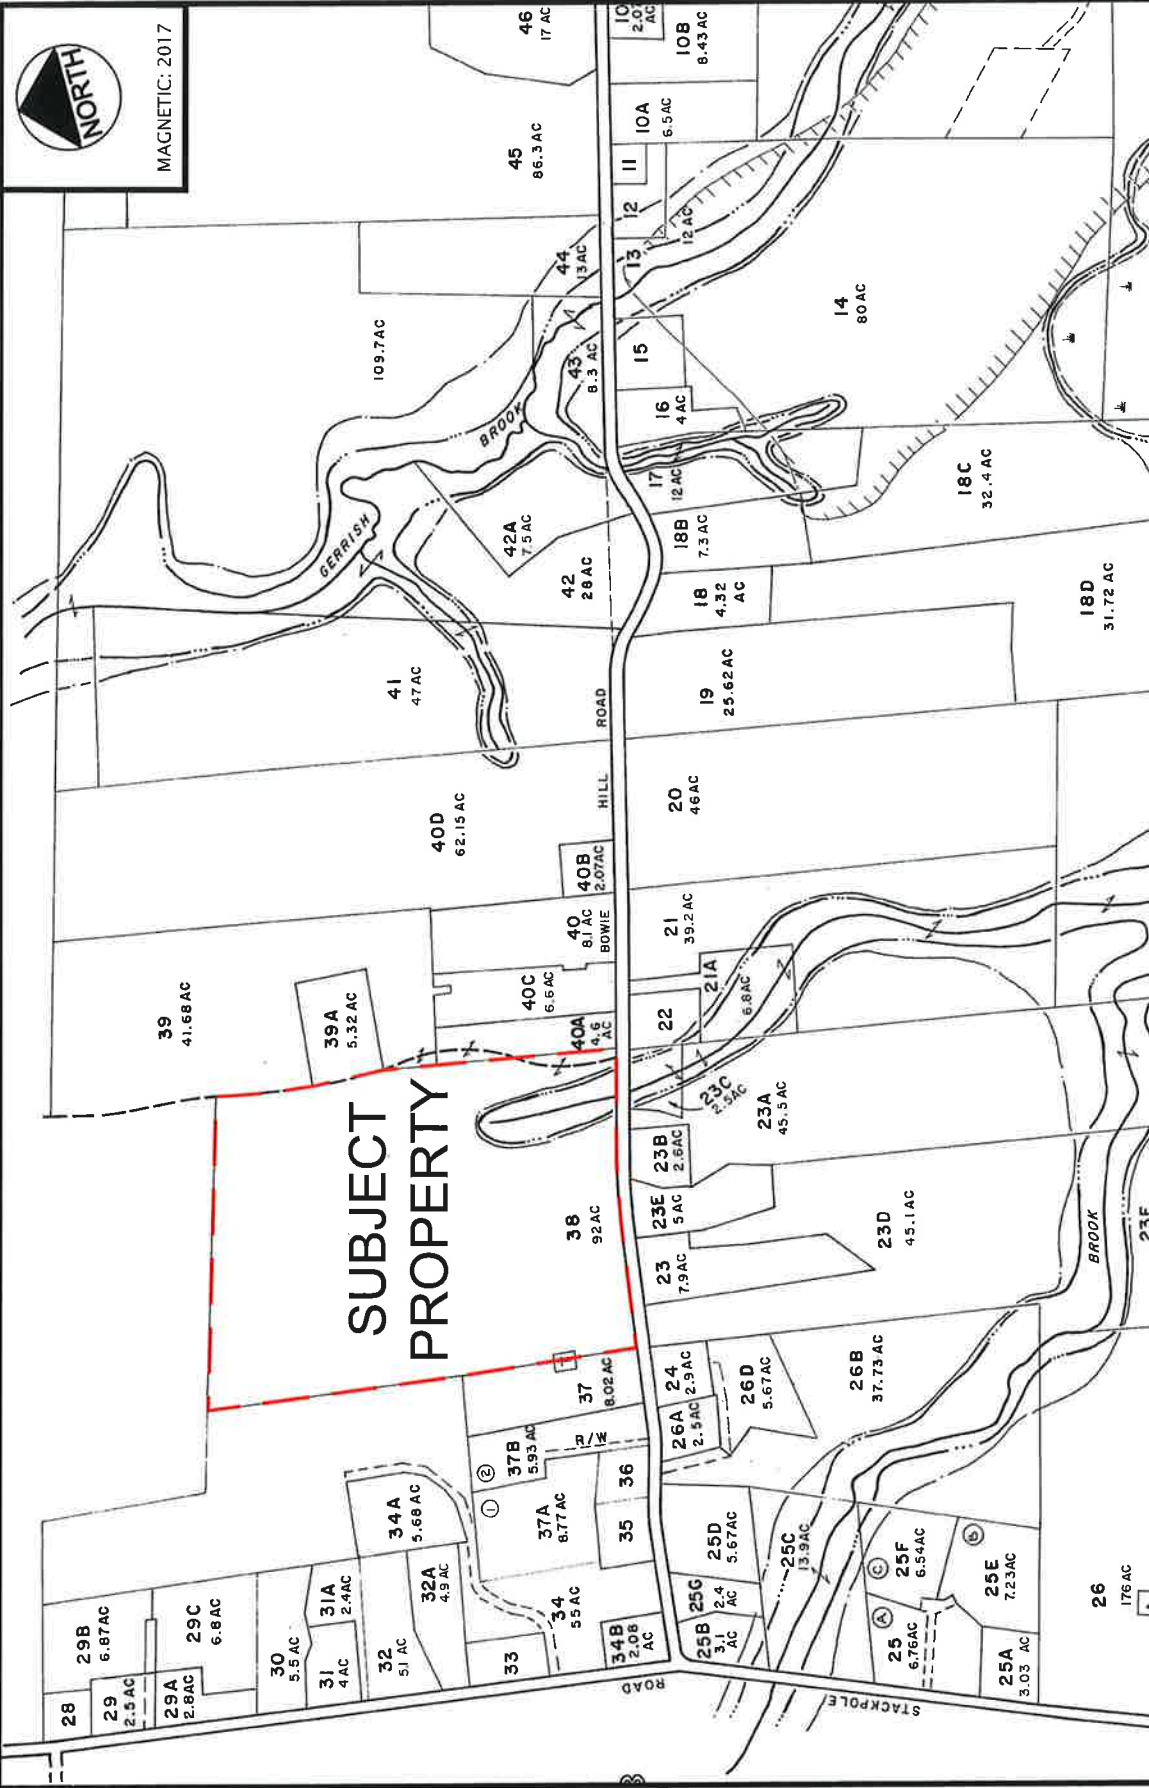 NORTH
MAGNETIC: 2017
46
17 AC
10
2.07
AC
10B
8.43 AC
10A
6.5 AC
45
86.3 AC
11
12
12 AC
13
44
13 AC
14
80 AC
109.7 AC
43
8.3 AC
15
16
4 AC
BROOK
GERRISH
17
12 AC
18C
32.4 AC
42A
7.5 AC
18B
7.3 AC
42
28 AC
18
4.32
AC
18D
31.72 AC
41
47 AC
19
25.62 AC
HILL ROAD
40D
62.15 AC
20
46 AC
40B
2.07 AC
40
8.1 AC
BOWIE
21
39.2 AC
21A
6.8 AC
39
41.68 AC
39A
5.32 AC
40C
6.6 AC
40A
4.6
AC
22
SUBJECT
PROPERTY
38
92 AC
23C
2.5 AC
23A
45.5 AC
23B
2.6 AC
23E
5 AC
23D
45.1 AC
23
7.9 AC
BROOK
23F
37
8.02 AC
24
2.9 AC
26D
5.67 AC
26B
37.73 AC
26A
2.5 AC
R/W
37B
5.93 AC
2
1
36
34A
5.68 AC
37A
8.77 AC
35
25D
5.67 AC
25C
13.9 AC
C
25F
6.54 AC
B
25E
7.23 AC
26
176 AC
29B
6.87 AC
29C
6.8 AC
30
5.5 AC
31A
2.4 AC
31
4 AC
32A
4.9 AC
32
5.1 AC
34
55 AC
33
34B
2.08
AC
25G
2.4
AC
25B
3.1
AC
A
25
6.76 AC
25A
3.03 AC
28
29
2.5 AC
29A
2.8 AC
ROAD
STACKPOLE